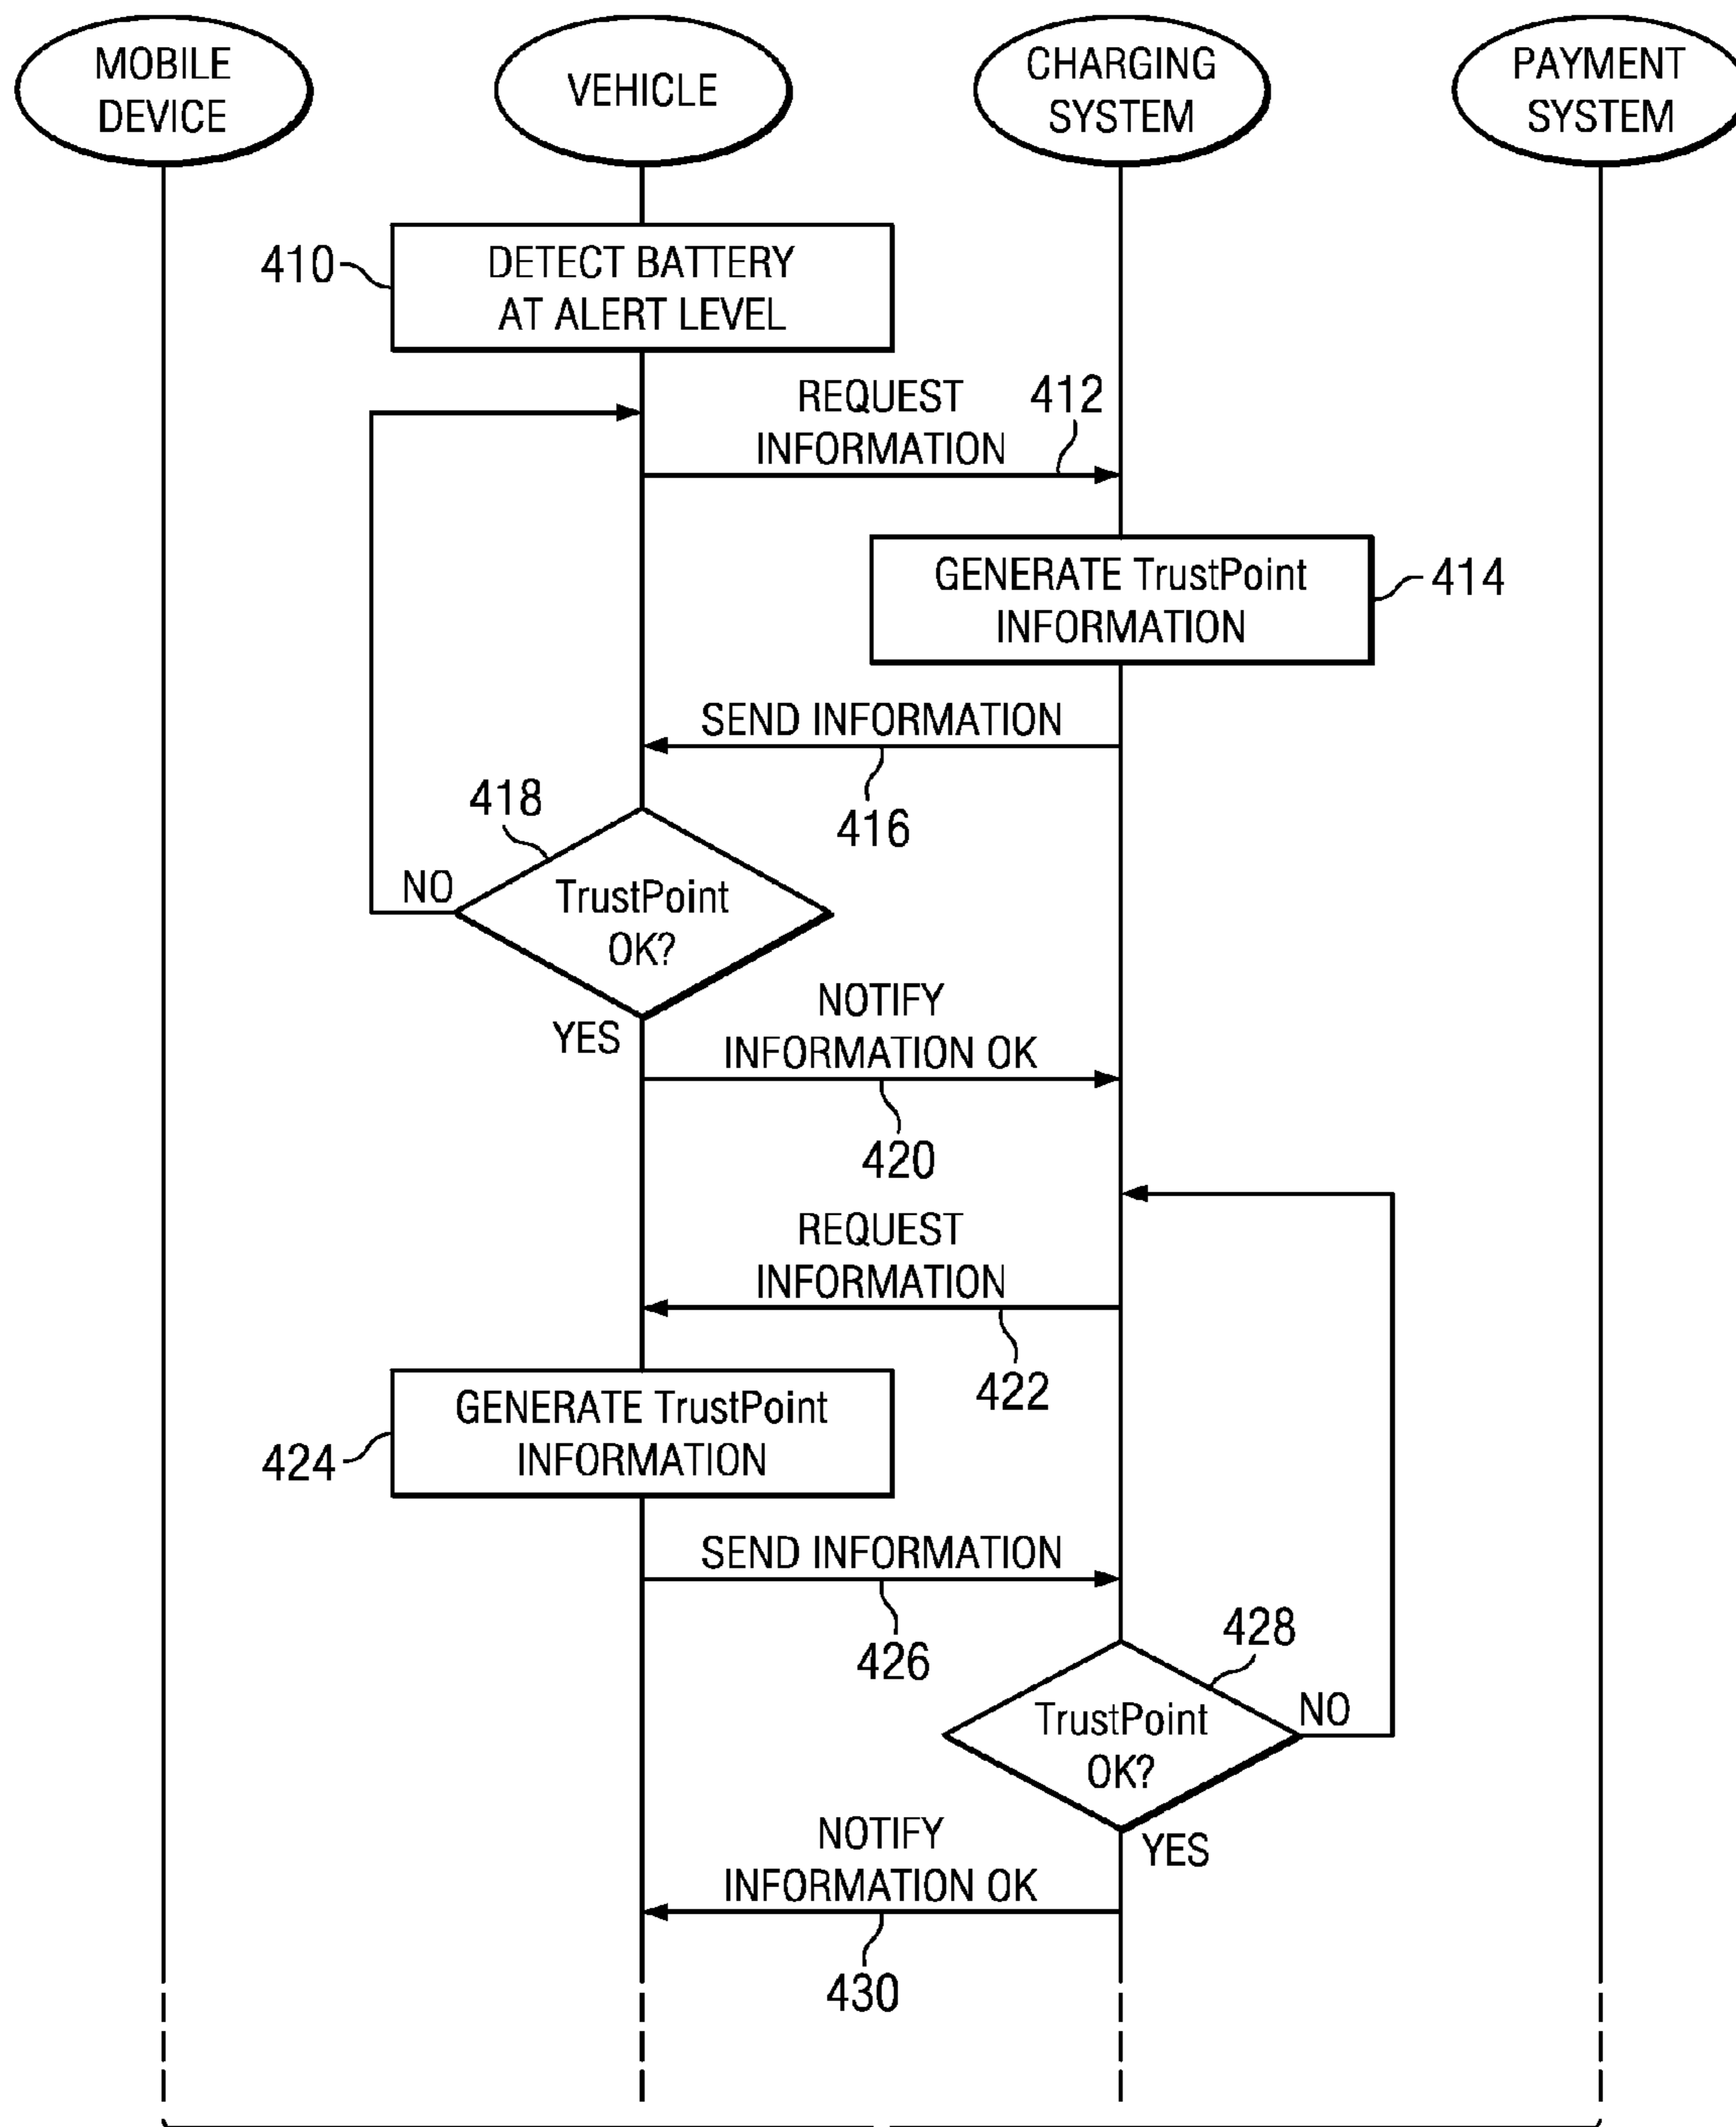 MOBILE
DEVICE
VEHICLE
CHARGING
SYSTEM
PAYMENT
SYSTEM
410
DETECT BATTERY
AT ALERT LEVEL
REQUEST
INFORMATION
412
GENERATE TrustPoint
INFORMATION
414
SEND INFORMATION
416
418
NO
TrustPoint
OK?
YES
NOTIFY
INFORMATION OK
420
REQUEST
INFORMATION
422
GENERATE TrustPoint
INFORMATION
424
SEND INFORMATION
426
428
TrustPoint
OK?
NO
YES
NOTIFY
INFORMATION OK
430